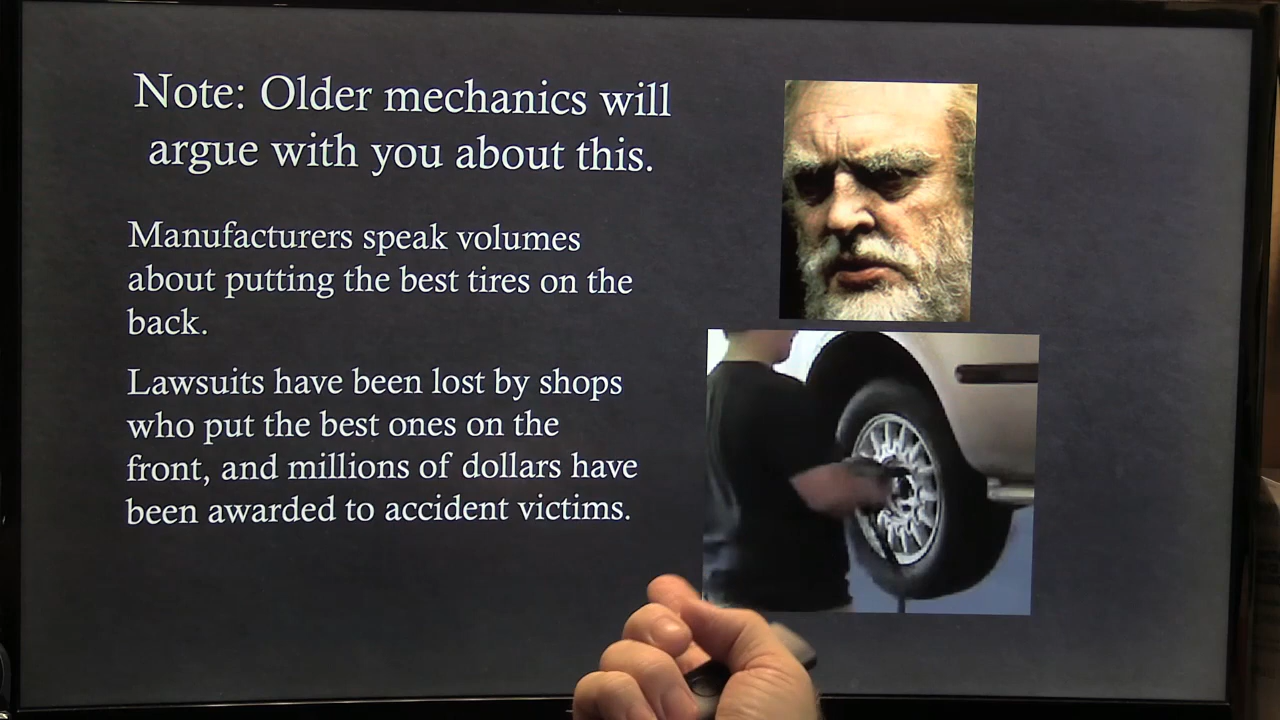 Note: Older mechanics will
argue with you about this.
Manufacturers speak volumes
about putting the best tires on the
back.
Lawsuits have been lost by shops
who put the best ones on the
front, and millions of dollars have
been awarded to accident victims.